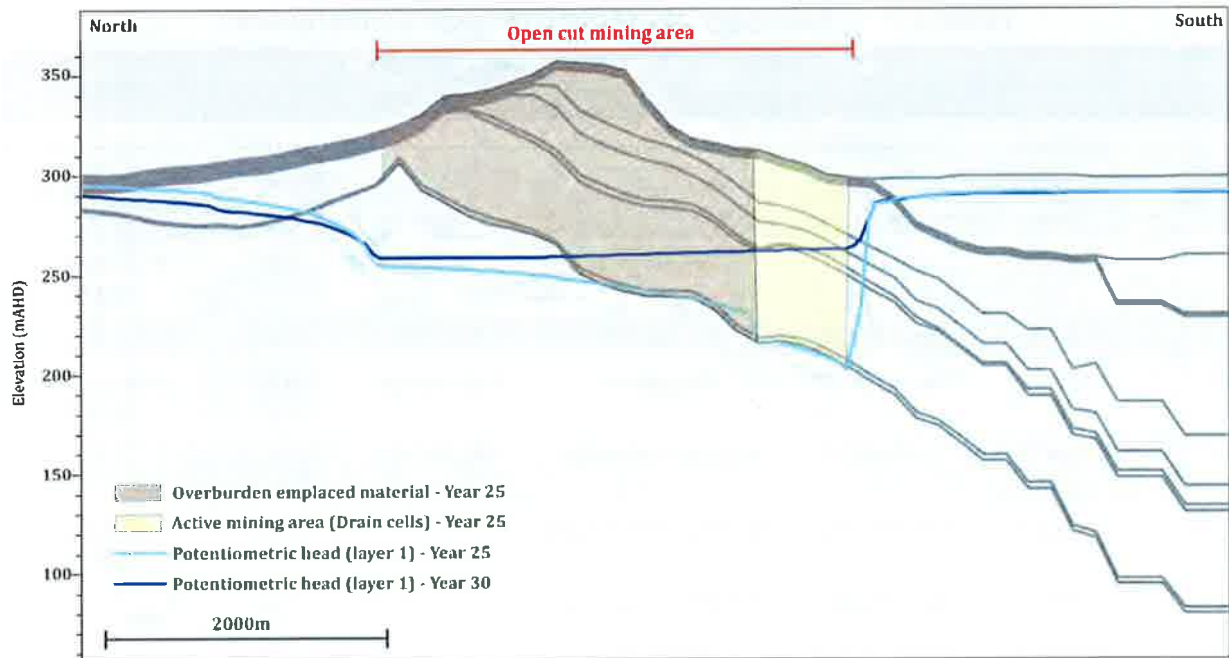 North
South
Open cut mining area
350
300
250
200
150
100
Elevation (mAHD)
Overburden emplaced material - Year 25
Active mining area (Drain cells) - Year 25
Potentiometric head (layer 1) - Year 25
Potentiometric head (layer 1) - Year 30
2000m